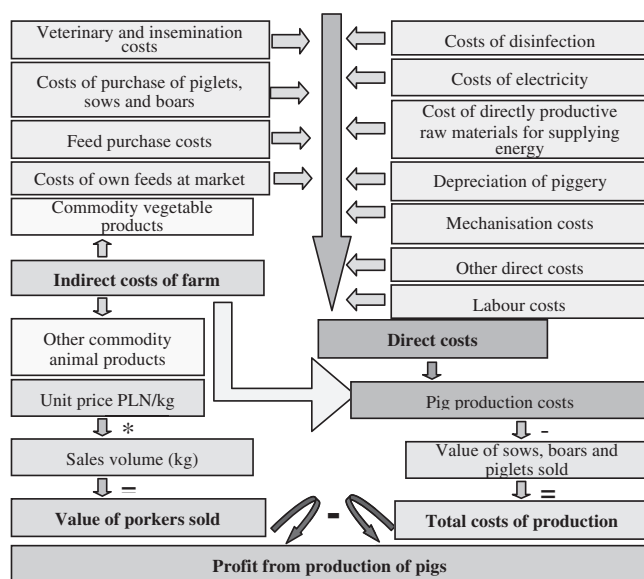 Veterinary and insemination
costs
Costs of purchase of piglets,
sows and boars
Feed purchase costs
Costs of own feeds at market
Commodity vegetable
products
Indirect costs of farm
Other commodity
animal products
Unit price PLN/kg
*
Sales volume (kg)
=
Value of porkers sold
Costs of disinfection
Costs of electricity
Cost of directly productive
raw materials for supplying
energy
Depreciation of piggery
Mechanisation costs
Other direct costs
Labour costs
Direct costs
Pig production costs
-
Value of sows, boars and
piglets sold
=
Total costs of production
-
Profit from production of pigs